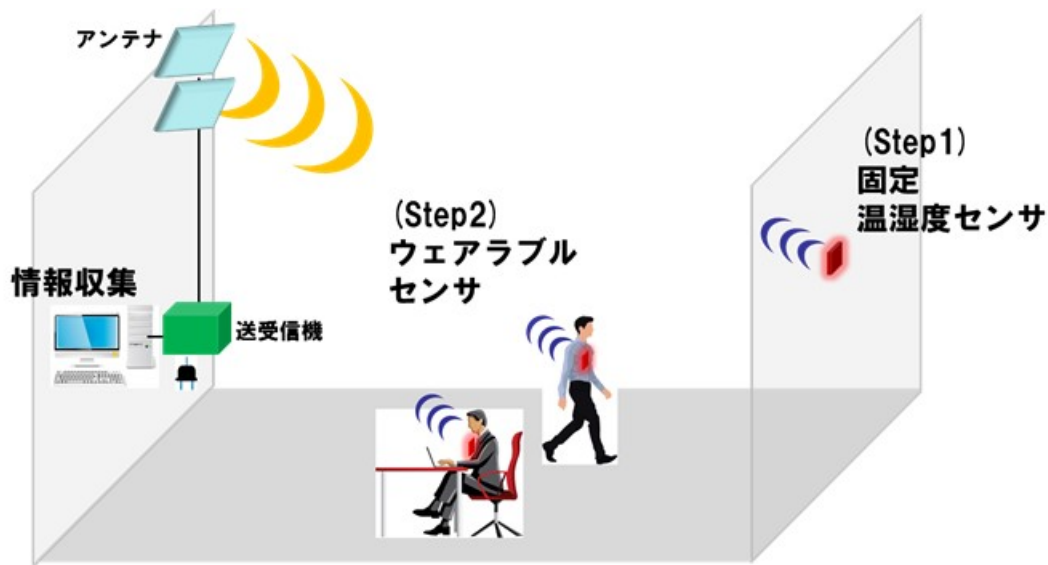 アンテナ
(Step1)
固定
温湿度センサ
(Step2)
ウェアラブル
センサ
情報収集
送受信機